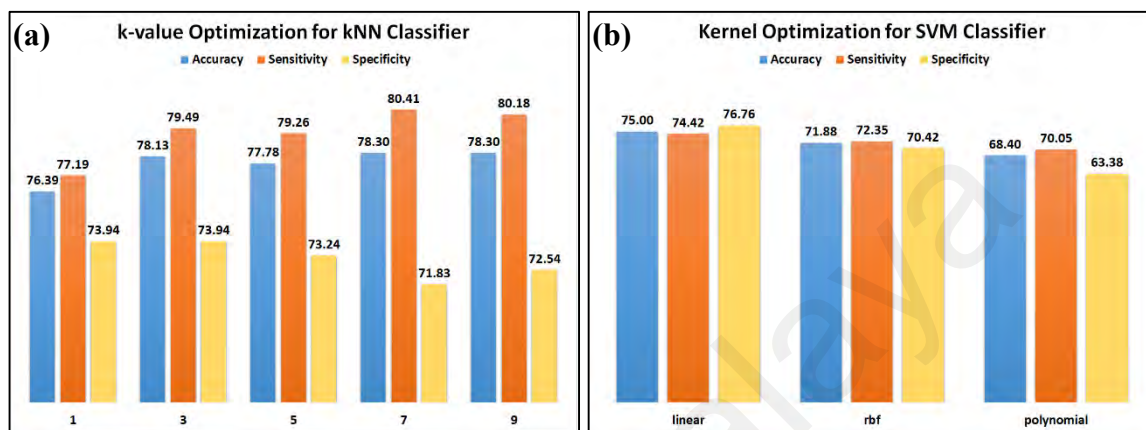 (a)
k-value Optimization for kNN Classifier
Accuracy Sensitivity Specificity
76.39 77.19 73.94 78.13 79.49 73.94 77.78 79.26 73.24 78.30 80.41 71.83 78.30 80.18 72.54
1 3 5 7 9
(b)
Kernel Optimization for SVM Classifier
Accuracy Sensitivity Specificity
75.00 74.42 76.76 71.88 72.35 70.42 68.40 70.05 63.38
linear rbf polynomial
alaya